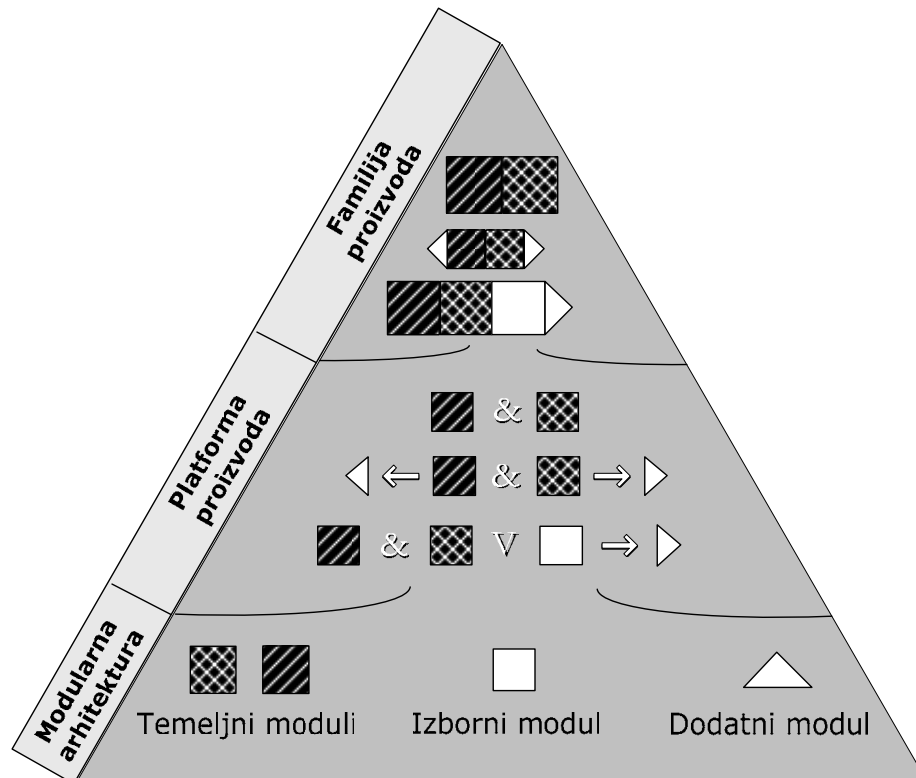 Familija
proizvoda
Platforma
proizvoda
&
&
& V
Modularna
arhitektura
Temeljni moduli
Izborni modul
Dodatni modul